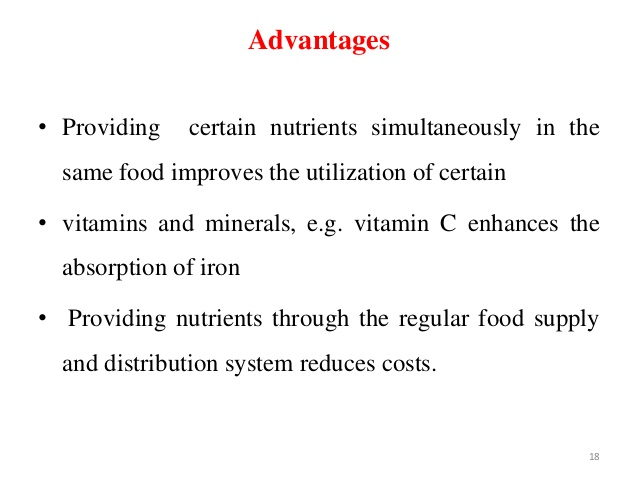 Advantages
• Providing certain nutrients simultaneously in the
same food improves the utilization of certain
• vitamins and minerals, e.g. vitamin C enhances the
absorption of iron
• Providing nutrients through the regular food supply
and distribution system reduces costs.
18